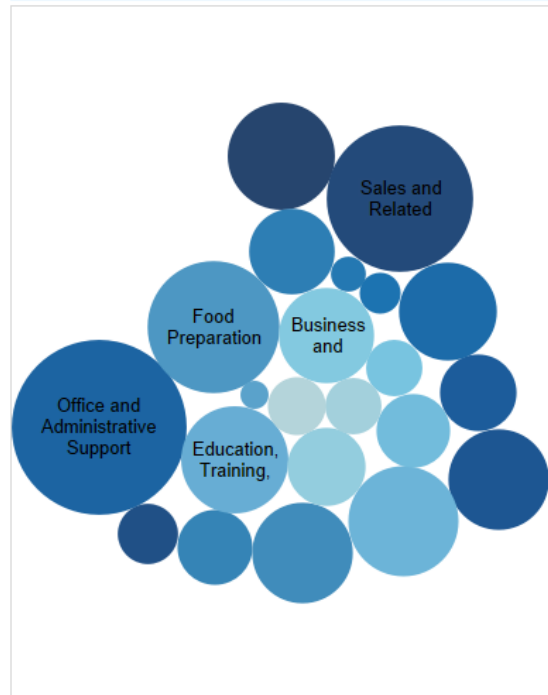 Sales and
Related
Food
Preparation
Business
and
Office and
Administrative
Support
Education,
Training,